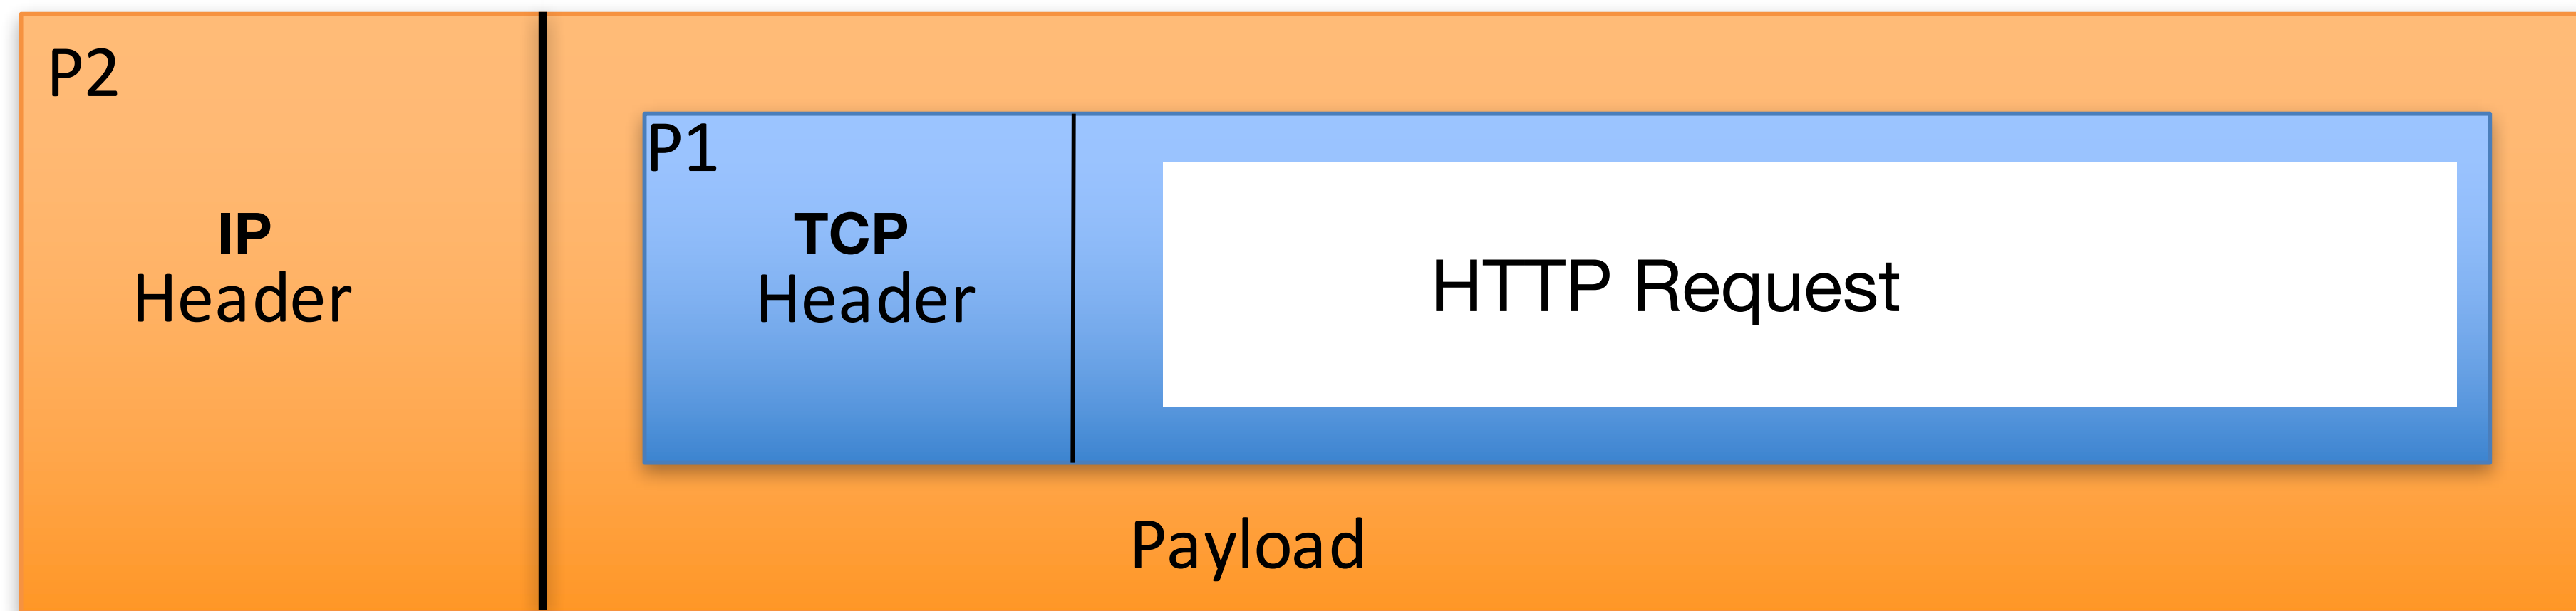 P2
IP
Header
P1
TCP
Header
HTTP Request
Payload